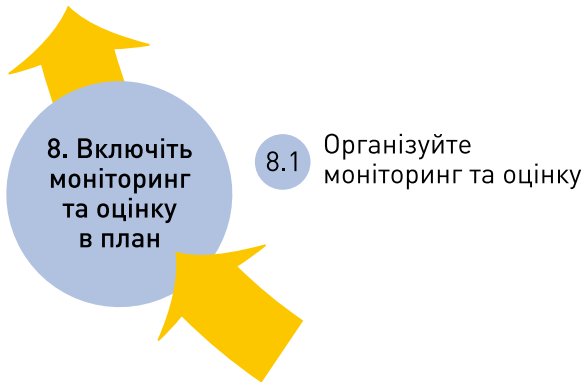 8. Включіть
моніторинг
та оцінку
в план
8.1
Організуйте
моніторинг та оцінку